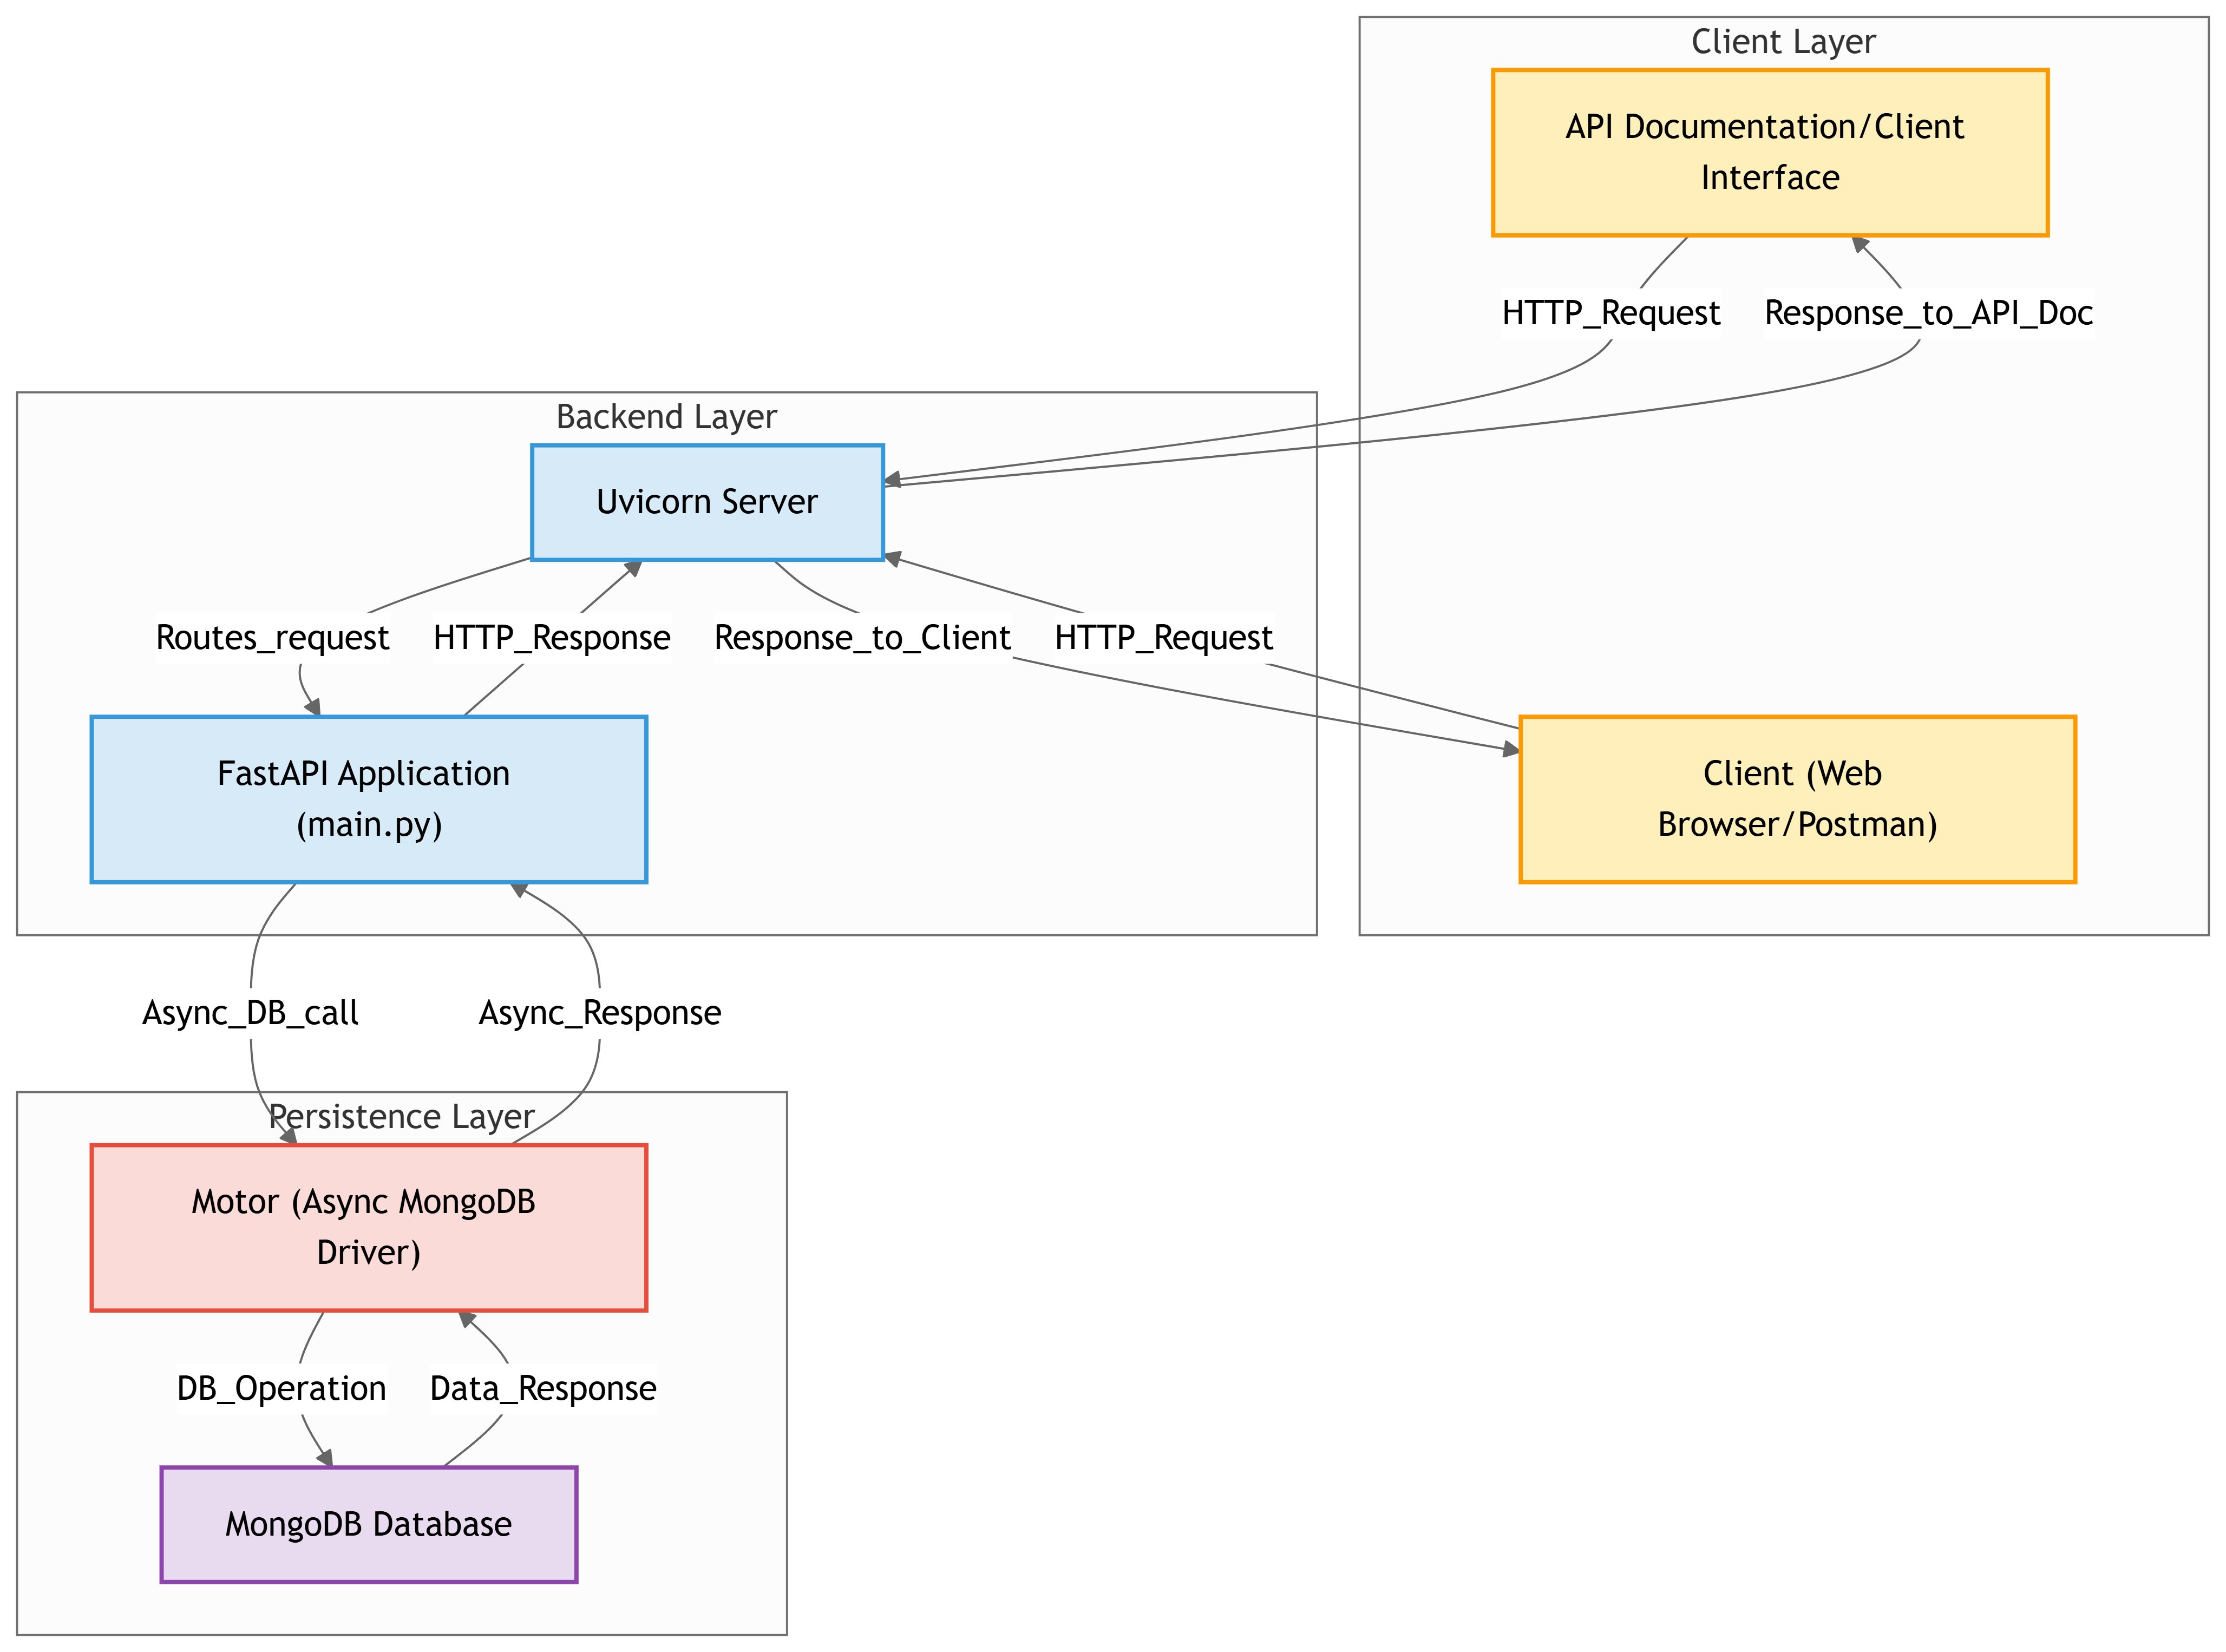 Client Layer
API Documentation/Client
Interface
HTTP_Request
Response_to_API_Doc
Backend Layer
Uvicorn Server
Routes_request
HTTP_Response
Response_to_Client
HTTP_Request
FastAPI Application
(main.py)
Client (Web
Browser/Postman)
Async_DB_call
Async_Response
Persistence Layer
Motor (Async MongoDB
Driver)
DB_Operation
Data_Response
MongoDB Database